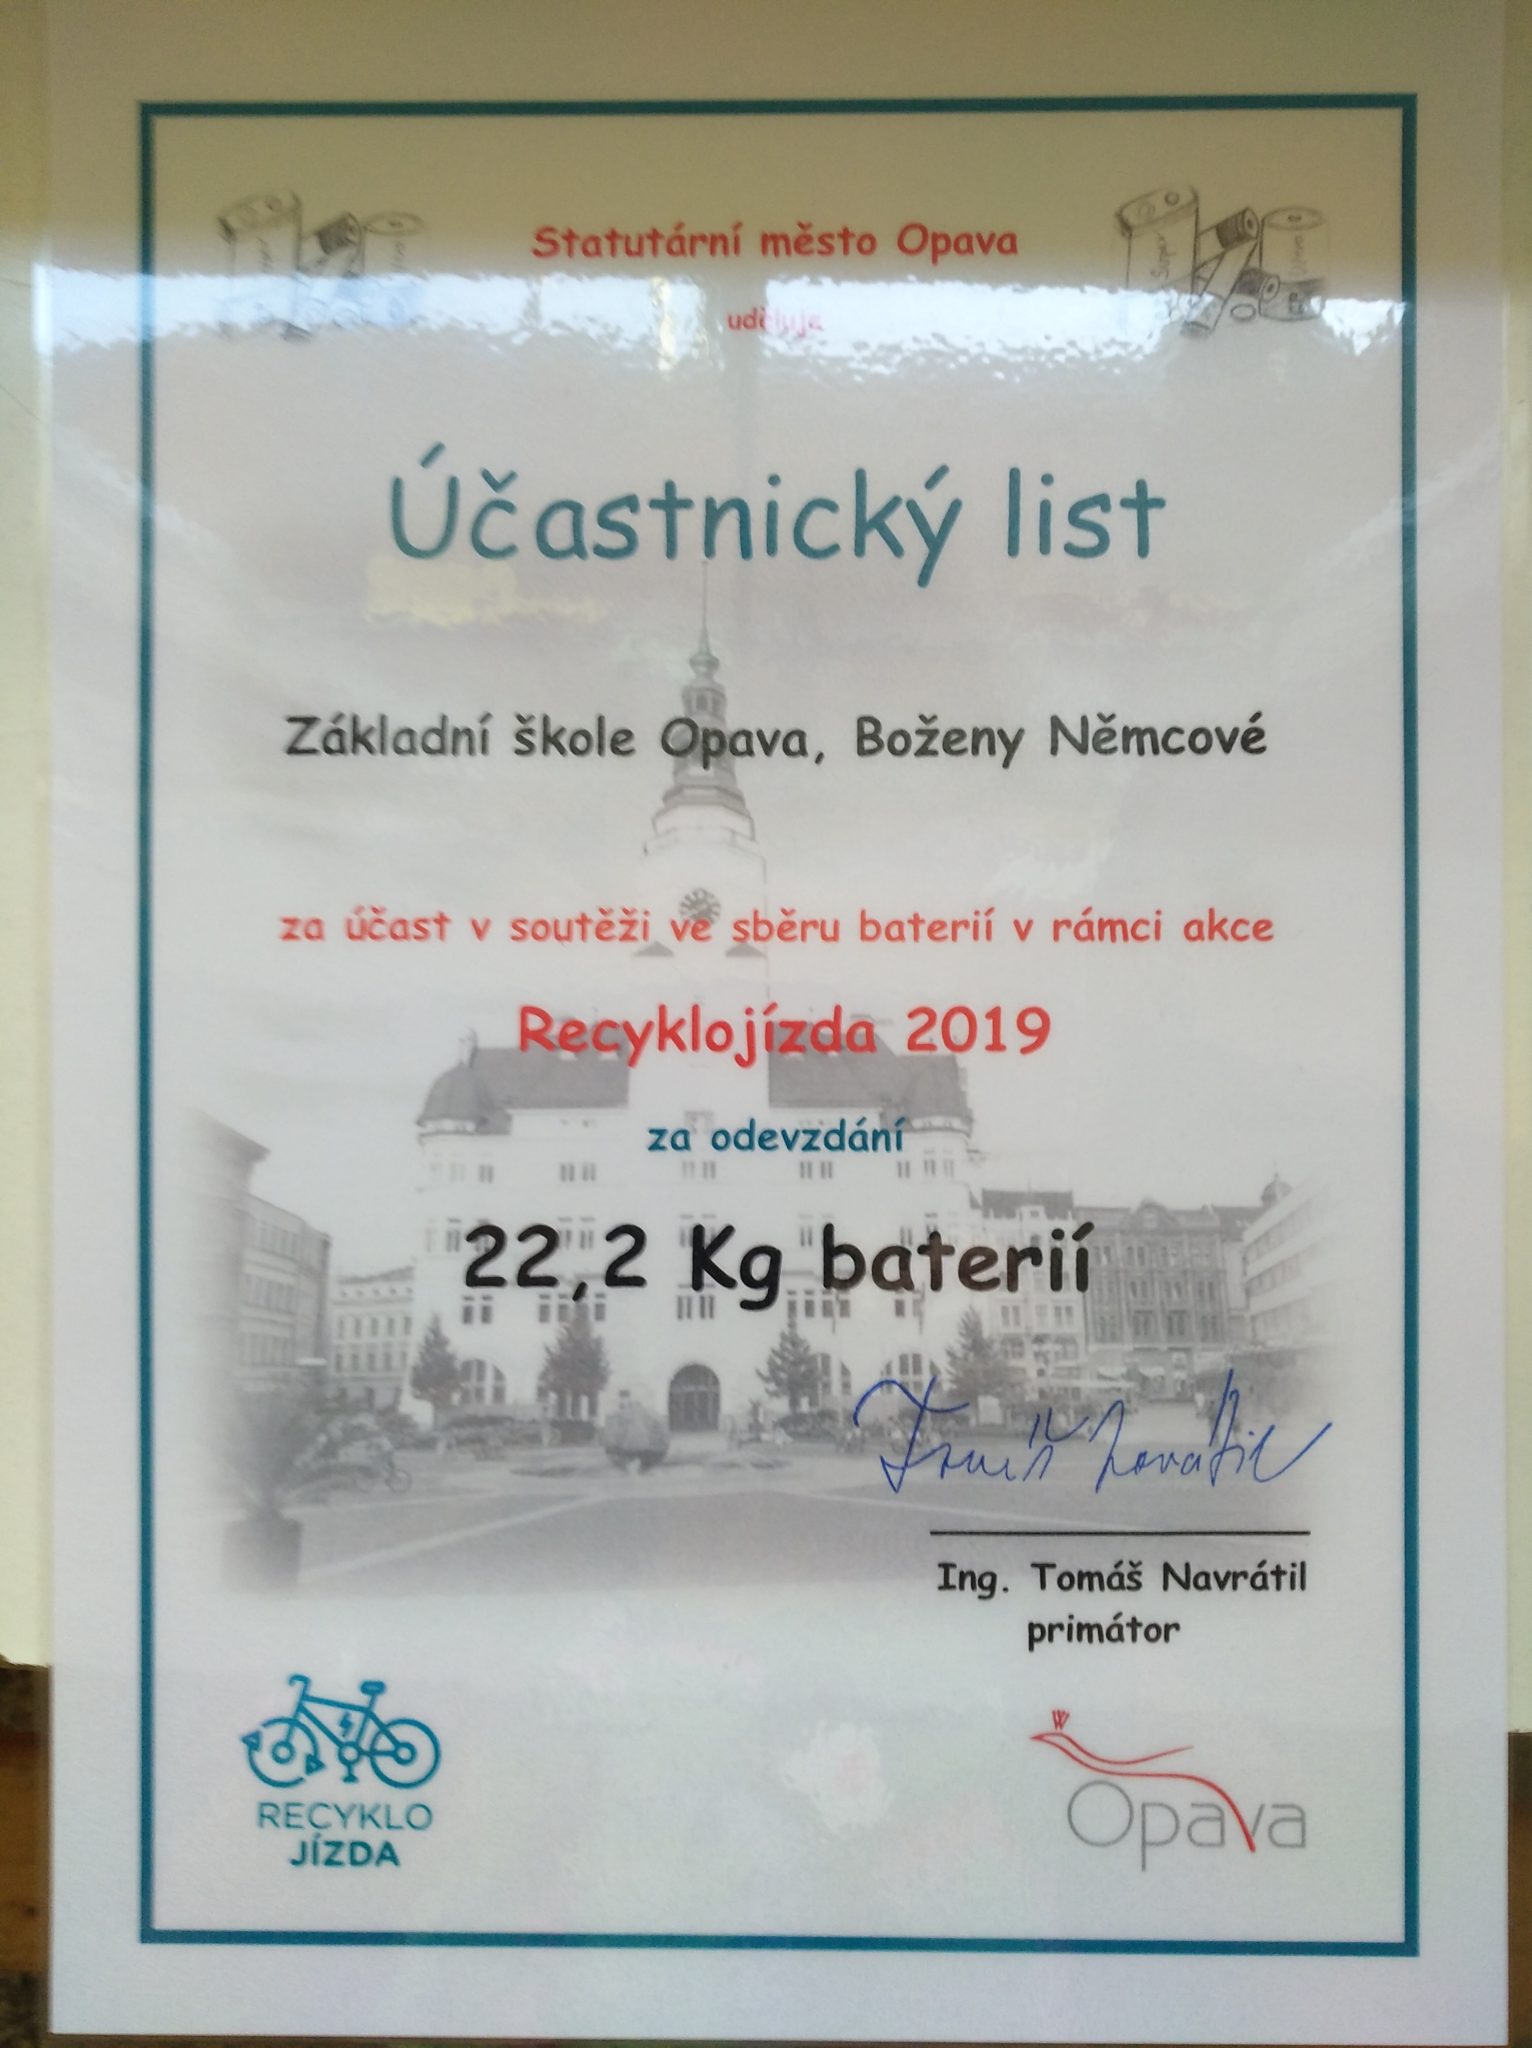 Statutární město Opava
uděluje
Účastnický list
Základní škole Opava, Boženy Němcové
za účast v soutěži ve sběru baterií v rámci akce
Recyklojízda 2019
za odevzdání
22,2 Kg baterií
Ing. Tomáš Navrátil
primátor
RECYKLO
JÍZDA
Opava